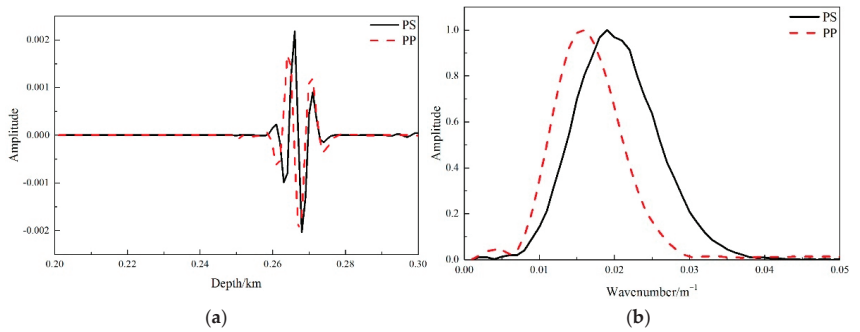 PS
PP
Amplitude
0.002
0.001
0.000
-0.001
-0.002
0.20
0.22
0.24
0.26
0.28
0.30
Depth/km
(a)
PS
PP
Amplitude
1.0
0.8
0.6
0.4
0.2
0.0
0.00
0.01
0.02
0.03
0.04
0.05
Wavenumber/m⁻¹
(b)